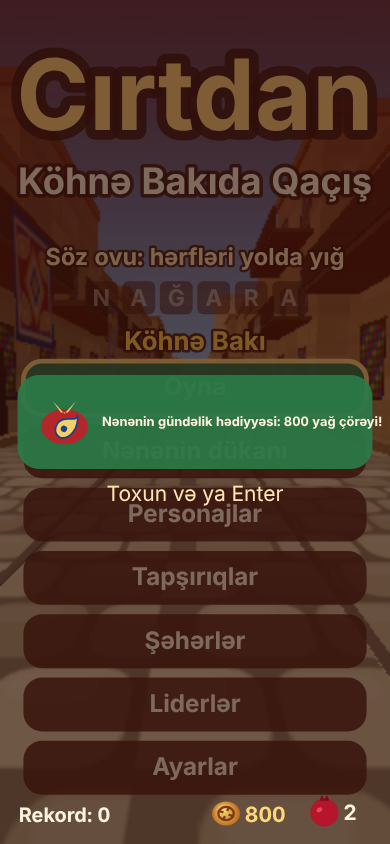 Cırtdan
Köhnə Bakıda Qaçış
Söz ovu: hərfləri yolda yığ
N A Ğ A R A
Köhnə Bakı
Oyna
Nənənin gündəlik hədiyyəsi: 800 yağ çörəyi!
Nənənin dükanı
Toxun və ya Enter
Personajlar
Tapşırıqlar
Şəhərlər
Liderlər
Ayarlar
Rekord: 0
800
2